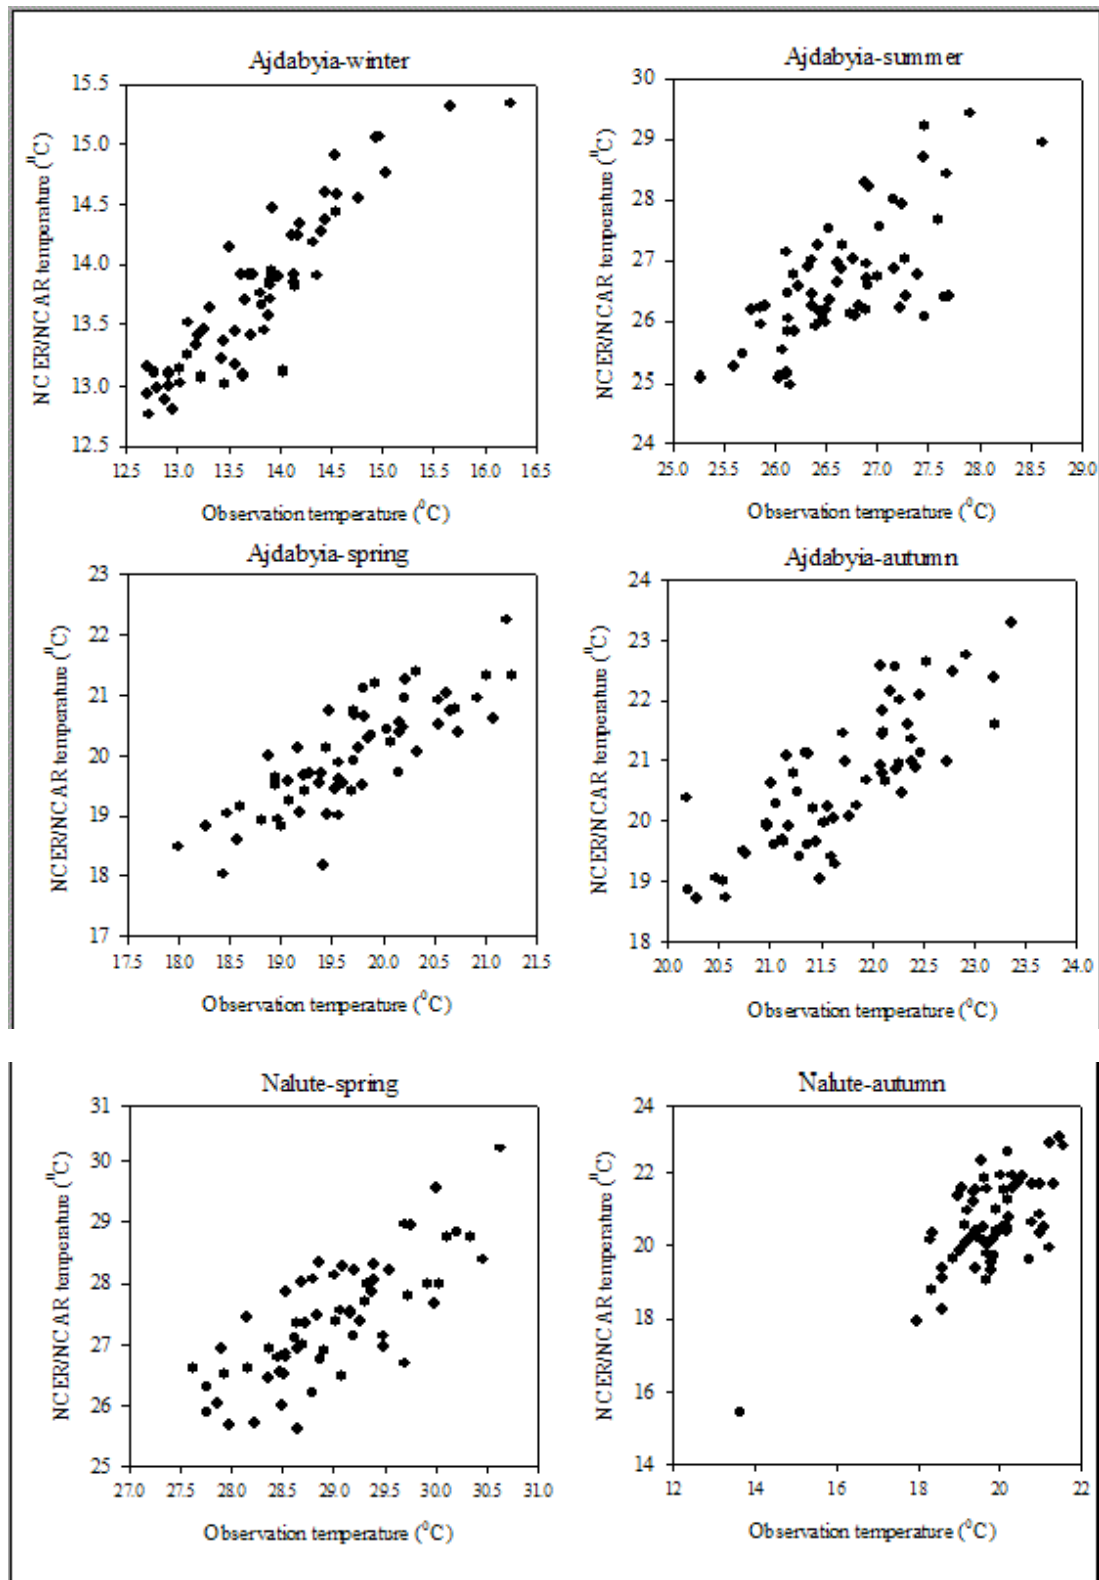 Ajdabyia-winter
NCER/NCAR temperature (⁰C)
15.5
15.0
14.5
14.0
13.5
13.0
12.5
12.5 13.0 13.5 14.0 14.5 15.0 15.5 16.0 16.5
Observation temperature (⁰C)
Ajdabyia-summer
NCER/NCAR temperature (⁰C)
30
29
28
27
26
25
24
25.0 25.5 26.0 26.5 27.0 27.5 28.0 28.5 29.0
Observation temperature (⁰C)
Ajdabyia-spring
NCER/NCAR temperature (⁰C)
23
22
21
20
19
18
17
17.5 18.0 18.5 19.0 19.5 20.0 20.5 21.0 21.5
Observation temperature (⁰C)
Ajdabyia-autumn
NCER/NCAR temperature (⁰C)
24
23
22
21
20
19
18
20.0 20.5 21.0 21.5 22.0 22.5 23.0 23.5 24.0
Observation temperature (⁰C)
Nalute-spring
NCER/NCAR temperature (⁰C)
31
30
29
28
27
26
25
27.0 27.5 28.0 28.5 29.0 29.5 30.0 30.5 31.0
Observation temperature (⁰C)
Nalute-autumn
NCER/NCAR temperature (⁰C)
24
22
20
18
16
14
12 14 16 18 20 22
Observation temperature (⁰C)